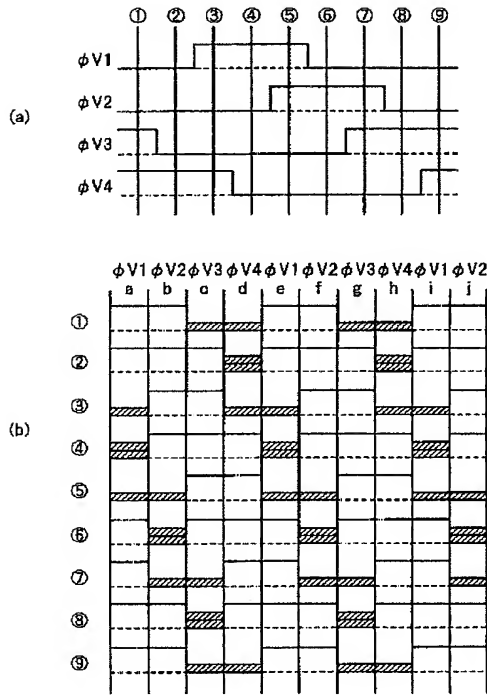 ① ② ③ ④ ⑤ ⑥ ⑦ ⑧ ⑨
φV1
φV2
(a)
φV3
φV4
φV1 φV2 φV3 φV4 φV1 φV2 φV3 φV4 φV1 φV2
a b c d e f g h i j
①
②
③
(b)
④
⑤
⑥
⑦
⑧
⑨